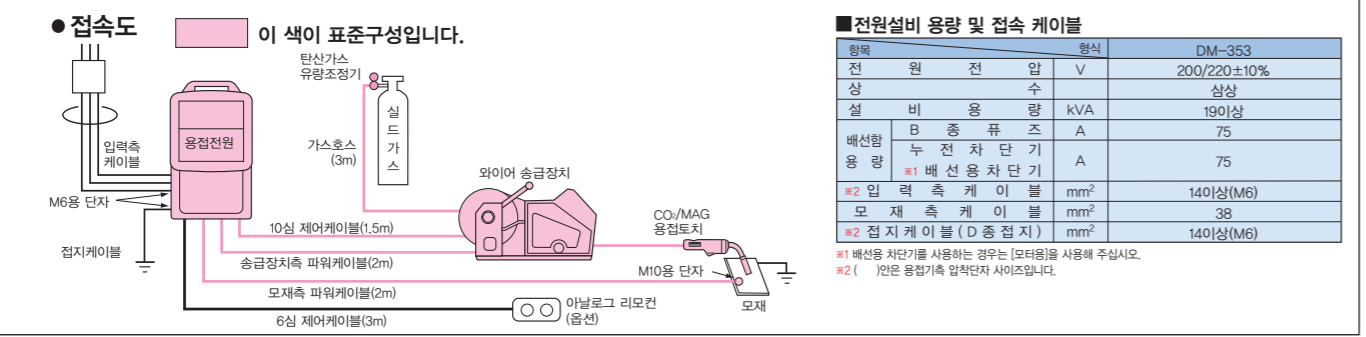 ● 접속도
이 색이 표준구성입니다.
탄산가스
유량조정기
실
드
가
스
용접전원
입력측
케이블
가스호스
(3m)
와이어 송급장치
M6용 단자
CO₂/MAG
용접토치
10심 제어케이블(1.5m)
접지케이블
송급장치측 파워케이블(2m)
M10용 단자
모재측 파워케이블(2m)
모재
아날로그 리모컨
(옵션)
6심 제어케이블(3m)
■전원설비 용량 및 접속 케이블
항목 형식 DM-353
전 원 전 압 V 200/220±10%
상 수 삼상
설 비 용 량 kVA 19이상
배선함
용 량
B 종 퓨 즈 A 75
누 전 차 단 기
※1 배 선 용 차 단 기
A 75
※2 입 력 측 케 이 블 mm² 14이상(M6)
모 재 측 케 이 블 mm² 38
※2 접 지 케 이 블 ( D 종 접 지 ) mm² 14이상(M6)
※1 배선용 차단기를 사용하는 경우는 [모터용]을 사용해 주십시오.
※2 ( )안은 용접기측 압착단자 사이즈입니다.